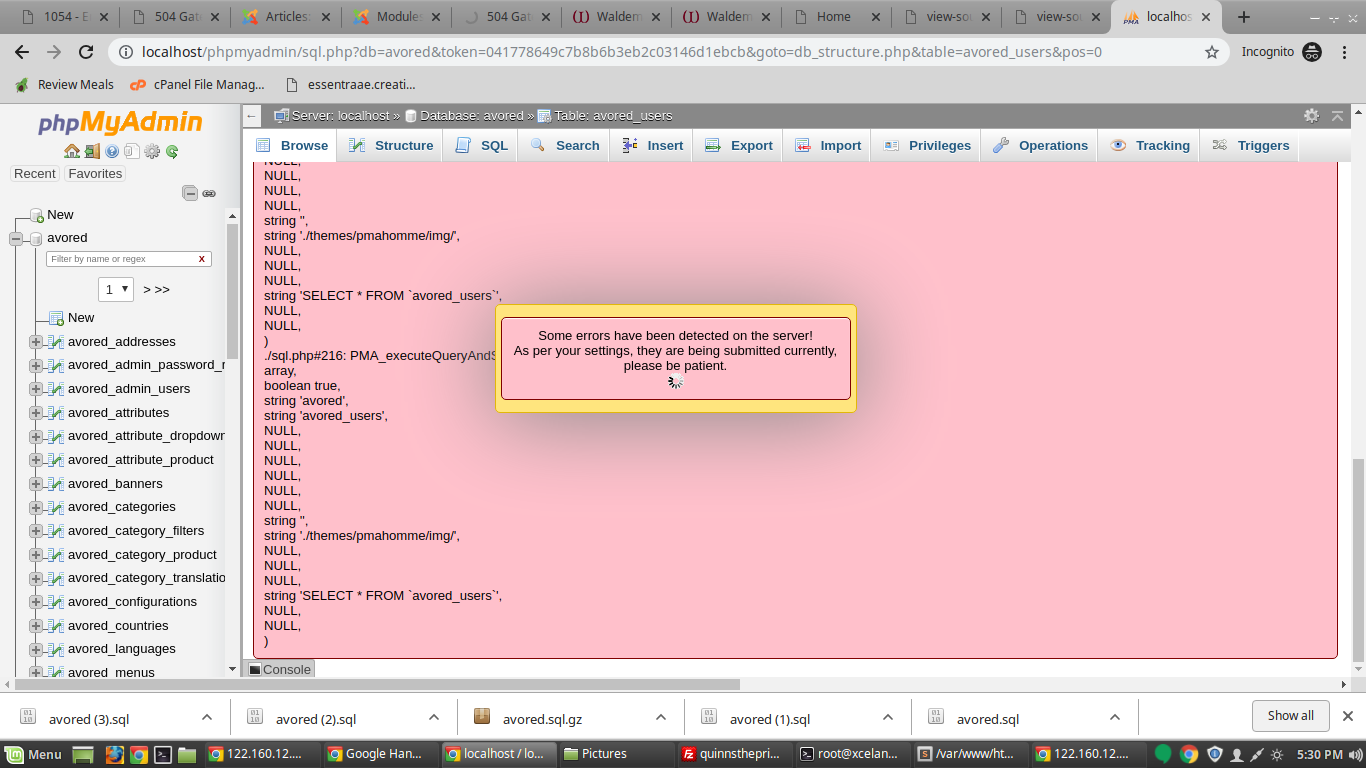 1054 - E
504 Gat
Articles:
Module
504 Gat
Waldem
Waldem
Home
view-so
view-so
localhos
localhost/phpmyadmin/sql.php?db=avored&token=041778649c7b8b6b3eb2c03146d1ebcb&goto=db_structure.php&table=avored_users&pos=0
Incognito
Review Meals
cPanel File Manag...
essentraae.creati...
phpMyAdmin
Recent
Favorites
New
avored
Filter by name or regex
X
1
> >>
New
avored_addresses
avored_admin_password_r
avored_admin_users
avored_attributes
avored_attribute_dropdown
avored_attribute_product
avored_banners
avored_categories
avored_category_filters
avored_category_product
avored_category_translatio
avored_configurations
avored_countries
avored_languages
avored_menus
Server: localhost » Database: avored » Table: avored_users
Browse
Structure
SQL
Search
Insert
Export
Import
Privileges
Operations
Tracking
Triggers
NULL,
NULL,
NULL,
NULL,
string '',
string './themes/pmahomme/img/',
NULL,
NULL,
NULL,
string 'SELECT * FROM `avored_users`',
NULL,
NULL,
)
./sql.php#216: PMA_executeQueryAndS
array,
boolean true,
string 'avored',
string 'avored_users',
NULL,
NULL,
NULL,
NULL,
NULL,
NULL,
string '',
string './themes/pmahomme/img/',
NULL,
NULL,
NULL,
string 'SELECT * FROM `avored_users`',
NULL,
NULL,
)
Some errors have been detected on the server!
As per your settings, they are being submitted currently,
please be patient.
Console
avored (3).sql
avored (2).sql
avored.sql.gz
avored (1).sql
avored.sql
Show all
Menu
122.160.12....
Google Han...
localhost / lo...
Pictures
quinnsthepri...
root@xcelan...
/var/www/ht...
122.160.12....
5:30 PM